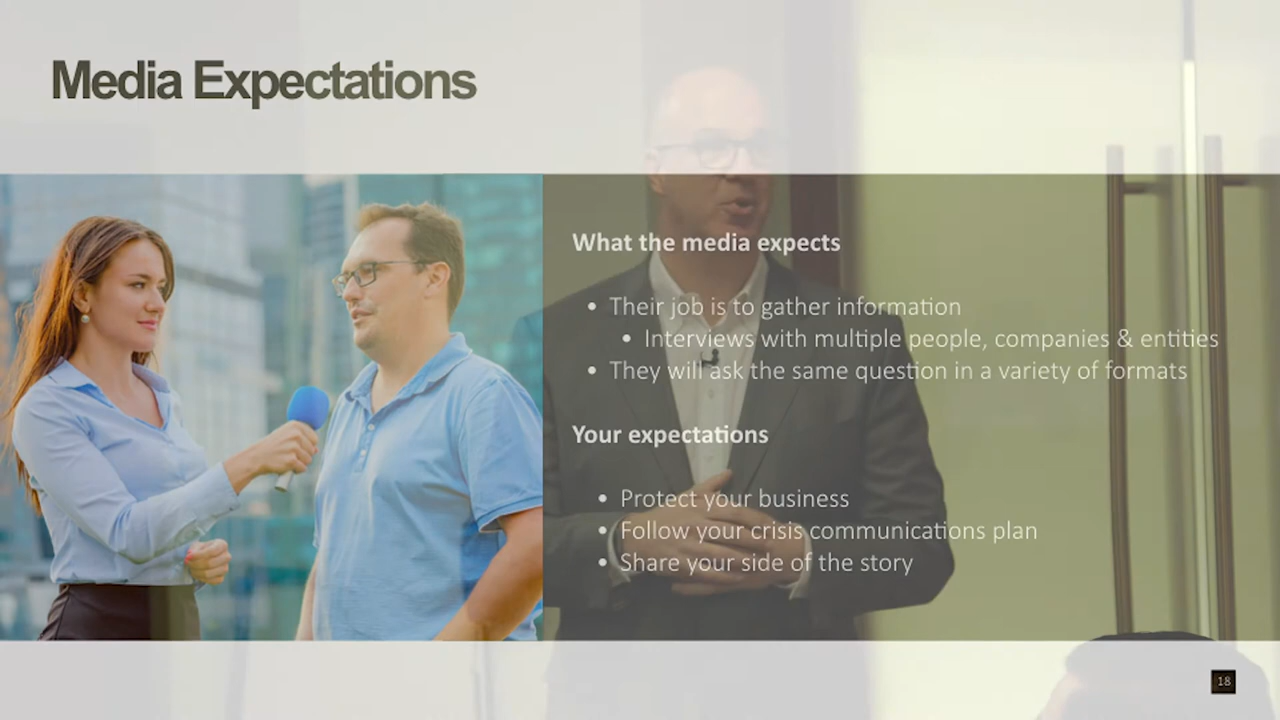 Media Expectations
What the media expects
• Their job is to gather information
• Interviews with multiple people, companies & entities
• They will ask the same question in a variety of formats
Your expectations
• Protect your business
• Follow your crisis communications plan
• Share your side of the story
18